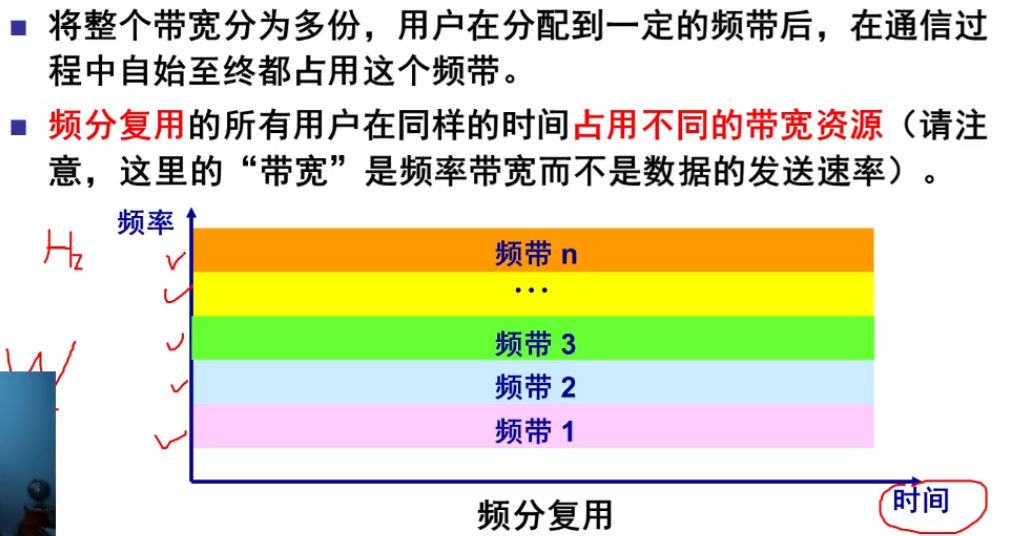 将整个带宽分为多份，用户在分配到一定的频带后，在通信过
程中自始至终都占用这个频带。
频分复用的所有用户在同样的时间占用不同的带宽资源（请注
意，这里的“带宽”是频率带宽而不是数据的发送速率）。
频率
Hz
频带 n
···
频带 3
W
频带 2
频带 1
时间
频分复用